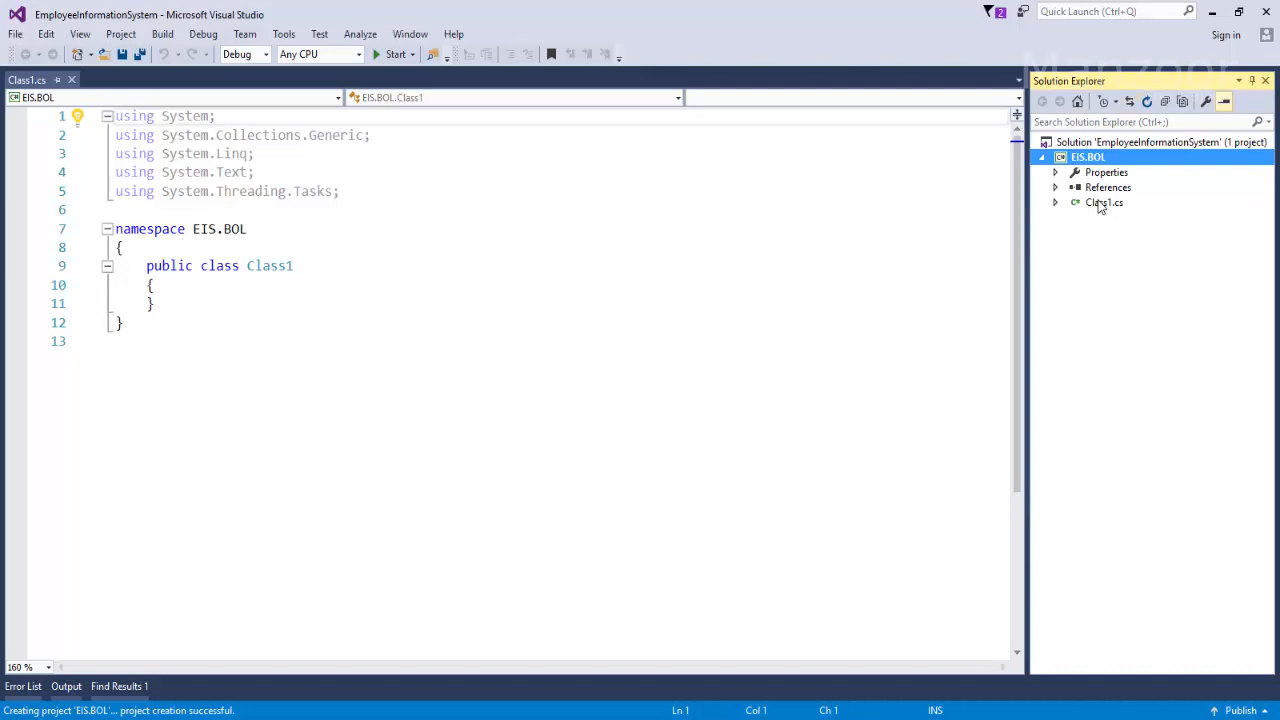 EmployeeInformationSystem - Microsoft Visual Studio
2
Quick Launch (Ctrl+Q)
File Edit View Project Build Debug Team Tools Test Analyze Window Help
Sign in
Debug Any CPU Start
Class1.cs
EIS.BOL
EIS.BOL.Class1
1 using System;
2 using System.Collections.Generic;
3 using System.Linq;
4 using System.Text;
5 using System.Threading.Tasks;
6
7 namespace EIS.BOL
8 {
9 public class Class1
10 {
11 }
12 }
13
160 %
Solution Explorer
Search Solution Explorer (Ctrl+;)
Solution 'EmployeeInformationSystem' (1 project)
C# EIS.BOL
Properties
References
C# Class1.cs
Error List Output Find Results 1
Creating project 'EIS.BOL'... project creation successful.
Ln 1 Col 1 Ch 1 INS Publish